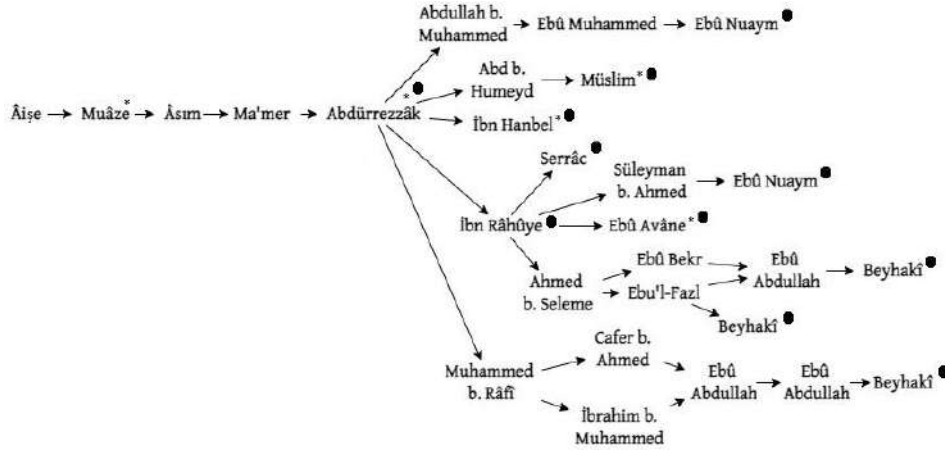 Abdullah b.
Muhammed
Ebû Muhammed
Ebû Nuaym
Abd b.
Humeyd
Müslim*
Âişe
Muâze*
Âsım
Ma'mer
Abdürrezzâk*
İbn Hanbel*
Serrâc
Süleyman
b. Ahmed
Ebû Nuaym
İbn Râhûye
Ebû Avâne*
Ahmed
b. Seleme
Ebû Bekr
Ebu'l-Fazl
Ebû
Abdullah
Beyhakî
Beyhakî
Muhammed
b. Râfî
Cafer b.
Ahmed
İbrahim b.
Muhammed
Ebû
Abdullah
Ebû
Abdullah
Beyhakî